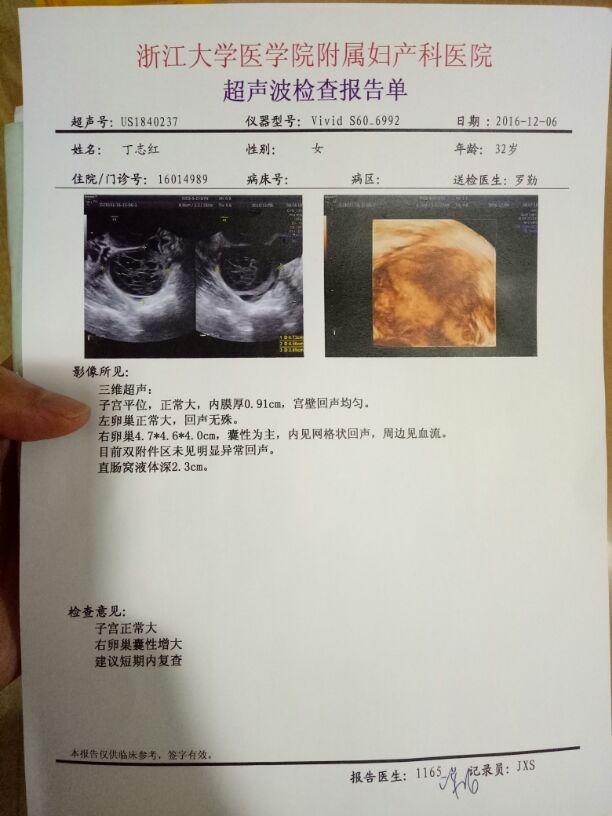 浙江大学医学院附属妇产科医院
超声波检查报告单
超声号: US1840237 仪器型号: Vivid S60_6992 日期：2016-12-06
姓名: 丁志红 性别: 女 年龄: 32岁
住院/门诊号: 16014989 病床号: 病区: 送检医生: 罗勤
影像所见:
三维超声:
子宫平位，正常大，内膜厚0.91cm，宫壁回声均匀。
左卵巢正常大，回声无殊。
右卵巢4.7*4.6*4.0cm，囊性为主，内见网格状回声，周边见血流。
目前双附件区未见明显异常回声。
直肠窝液体深2.3cm。
检查意见:
子宫正常大
右卵巢囊性增大
建议短期内复查
本报告仅供临床参考，签字有效。
报告医生: 1165 记录员: JXS